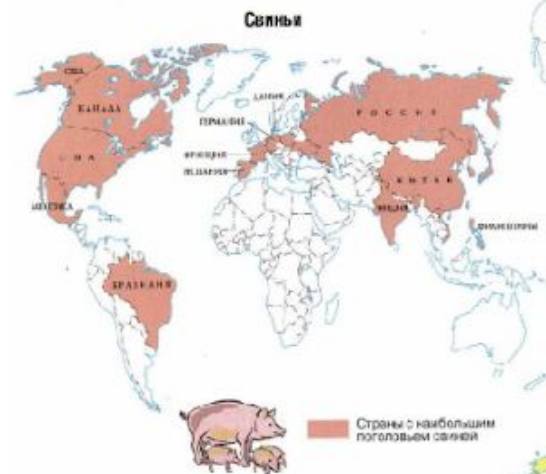 Свиньи
США
КАНАДА
ДАНИЯ
РОССИЯ
ГЕРМАНИЯ
США
ФРАНЦИЯ
ИСПАНИЯ
КИТАЙ
МЕКСИКА
ИНДИЯ
ФИЛИППИНЫ
БРАЗИЛИЯ
Страны с наибольшим
поголовьем свиней